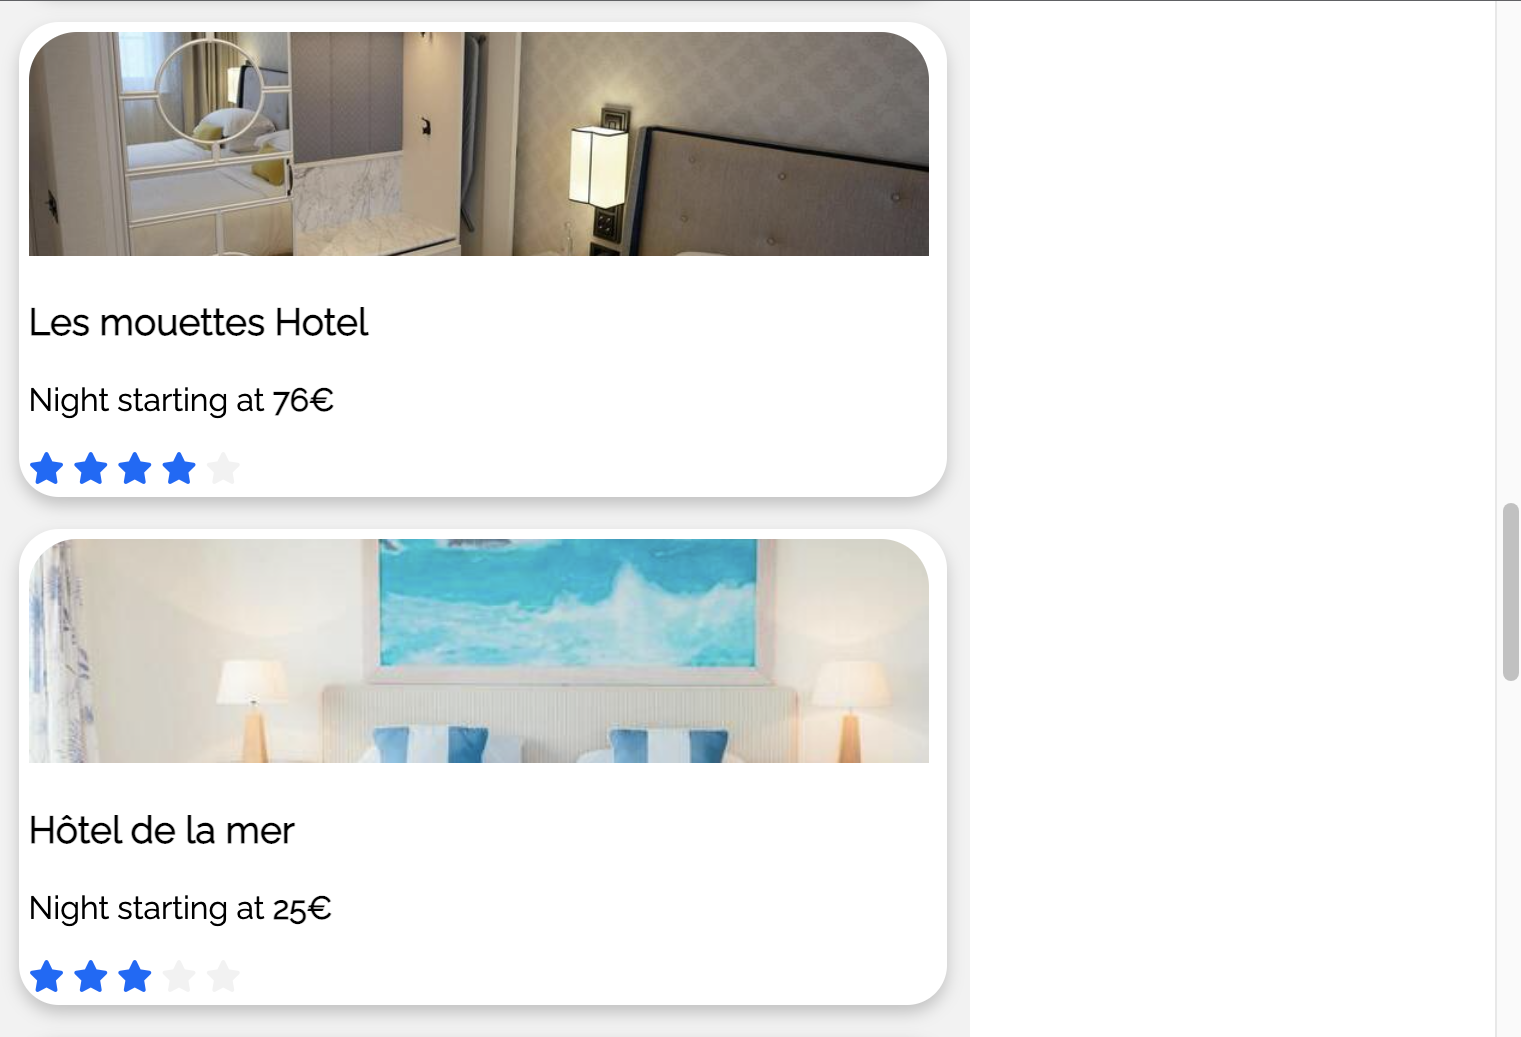 Les mouettes Hotel
Night starting at 76€
Hôtel de la mer
Night starting at 25€